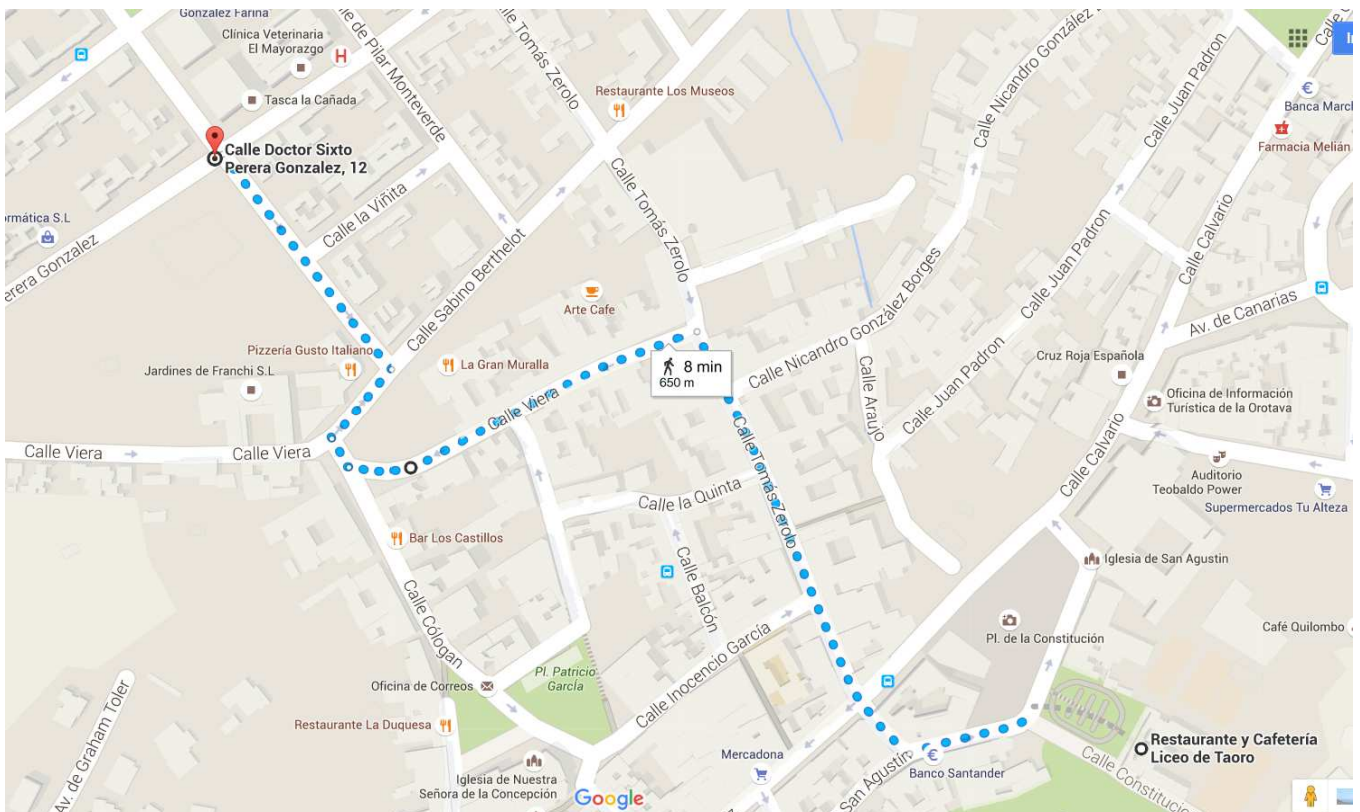 Gonzalez Farina
Clínica Veterinaria
El Mayorazgo
H
Tasca la Cañada
Calle Doctor Sixto
Perera Gonzalez, 12
Calle Tomás Zerolo
Restaurante Los Museos
Calle Nicandro González
Calle Juan Padron
€
Banca March
Farmacia Melián
Calle la Viñita
Calle Sabino Berthelot
Calle Tomás Zerolo
Arte Cafe
Pizzería Gusto Italiano
La Gran Muralla
Jardines de Franchi S.L
8 min
650 m
Calle Nicandro González Borges
Calle Araujo
Calle Juan Padron
Calle Juan Padron
Calle Calvario
Av. de Canarias
Cruz Roja Española
Oficina de Información
Turística de la Orotava
Auditorio
Teobaldo Power
Supermercados Tu Alteza
Calle Viera
Calle Viera
Calle Viera
Calle la Quinta
Calle Tomás Zerolo
Calle Calvario
Bar Los Castillos
Calle Balcón
Calle Cólogan
Calle Inocencio García
Iglesia de San Agustin
Pl. de la Constitución
Café Quilombo
Oficina de Correos
Pl. Patricio
García
Restaurante La Duquesa
Av. de Graham Toler
Iglesia de Nuestra
Señora de la Concepción
Google
Mercadona
San Agustín
€
Banco Santander
Restaurante y Cafetería
Liceo de Taoro